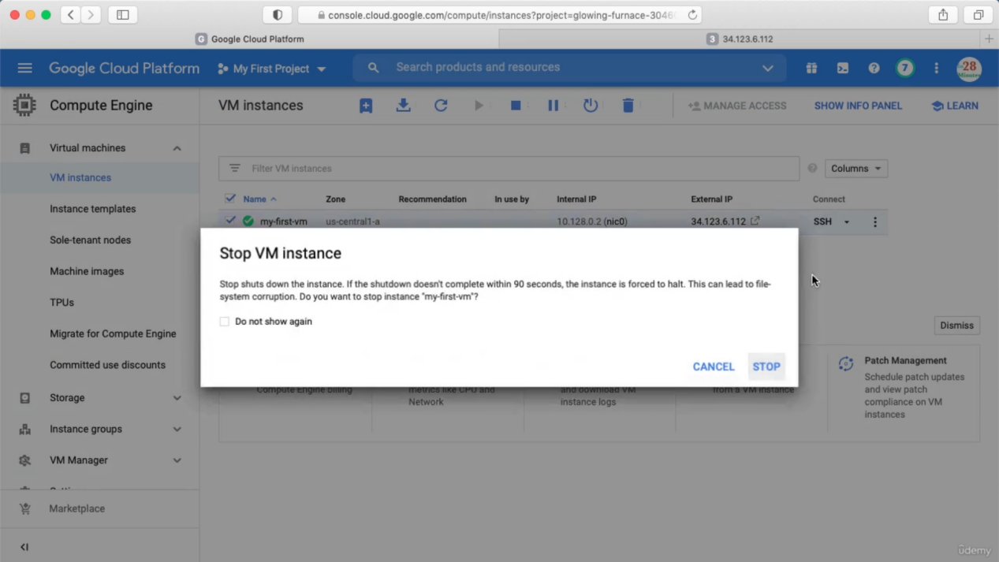 console.cloud.google.com/compute/instances?project=glowing-furnace-3046
G Google Cloud Platform
3 34.123.6.112
Google Cloud Platform
My First Project
Search products and resources
7
28
Minutes
Compute Engine
VM instances
MANAGE ACCESS
SHOW INFO PANEL
LEARN
Virtual machines
VM instances
Instance templates
Sole-tenant nodes
Machine images
TPUs
Migrate for Compute Engine
Committed use discounts
Storage
Instance groups
VM Manager
Marketplace
Filter VM instances
Columns
Name Zone Recommendation In use by Internal IP External IP Connect
my-first-vm us-central1-a 10.128.0.2 (nic0) 34.123.6.112 SSH
Stop VM instance
Stop shuts down the instance. If the shutdown doesn't complete within 90 seconds, the instance is forced to halt. This can lead to file-
system corruption. Do you want to stop instance "my-first-vm"?
Do not show again
CANCEL STOP
Dismiss
Compute Engine billing
metrics like CPU and
Network
and download VM
instance logs
from a VM instance
Patch Management
Schedule patch updates
and view patch
compliance on VM
instances
ûdemy